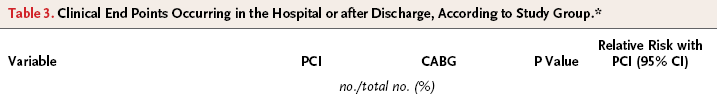 Table 3. Clinical End Points Occurring in the Hospital or after Discharge, According to Study Group.*
Variable PCI CABG P Value Relative Risk with PCI (95% CI)
no./total no. (%)